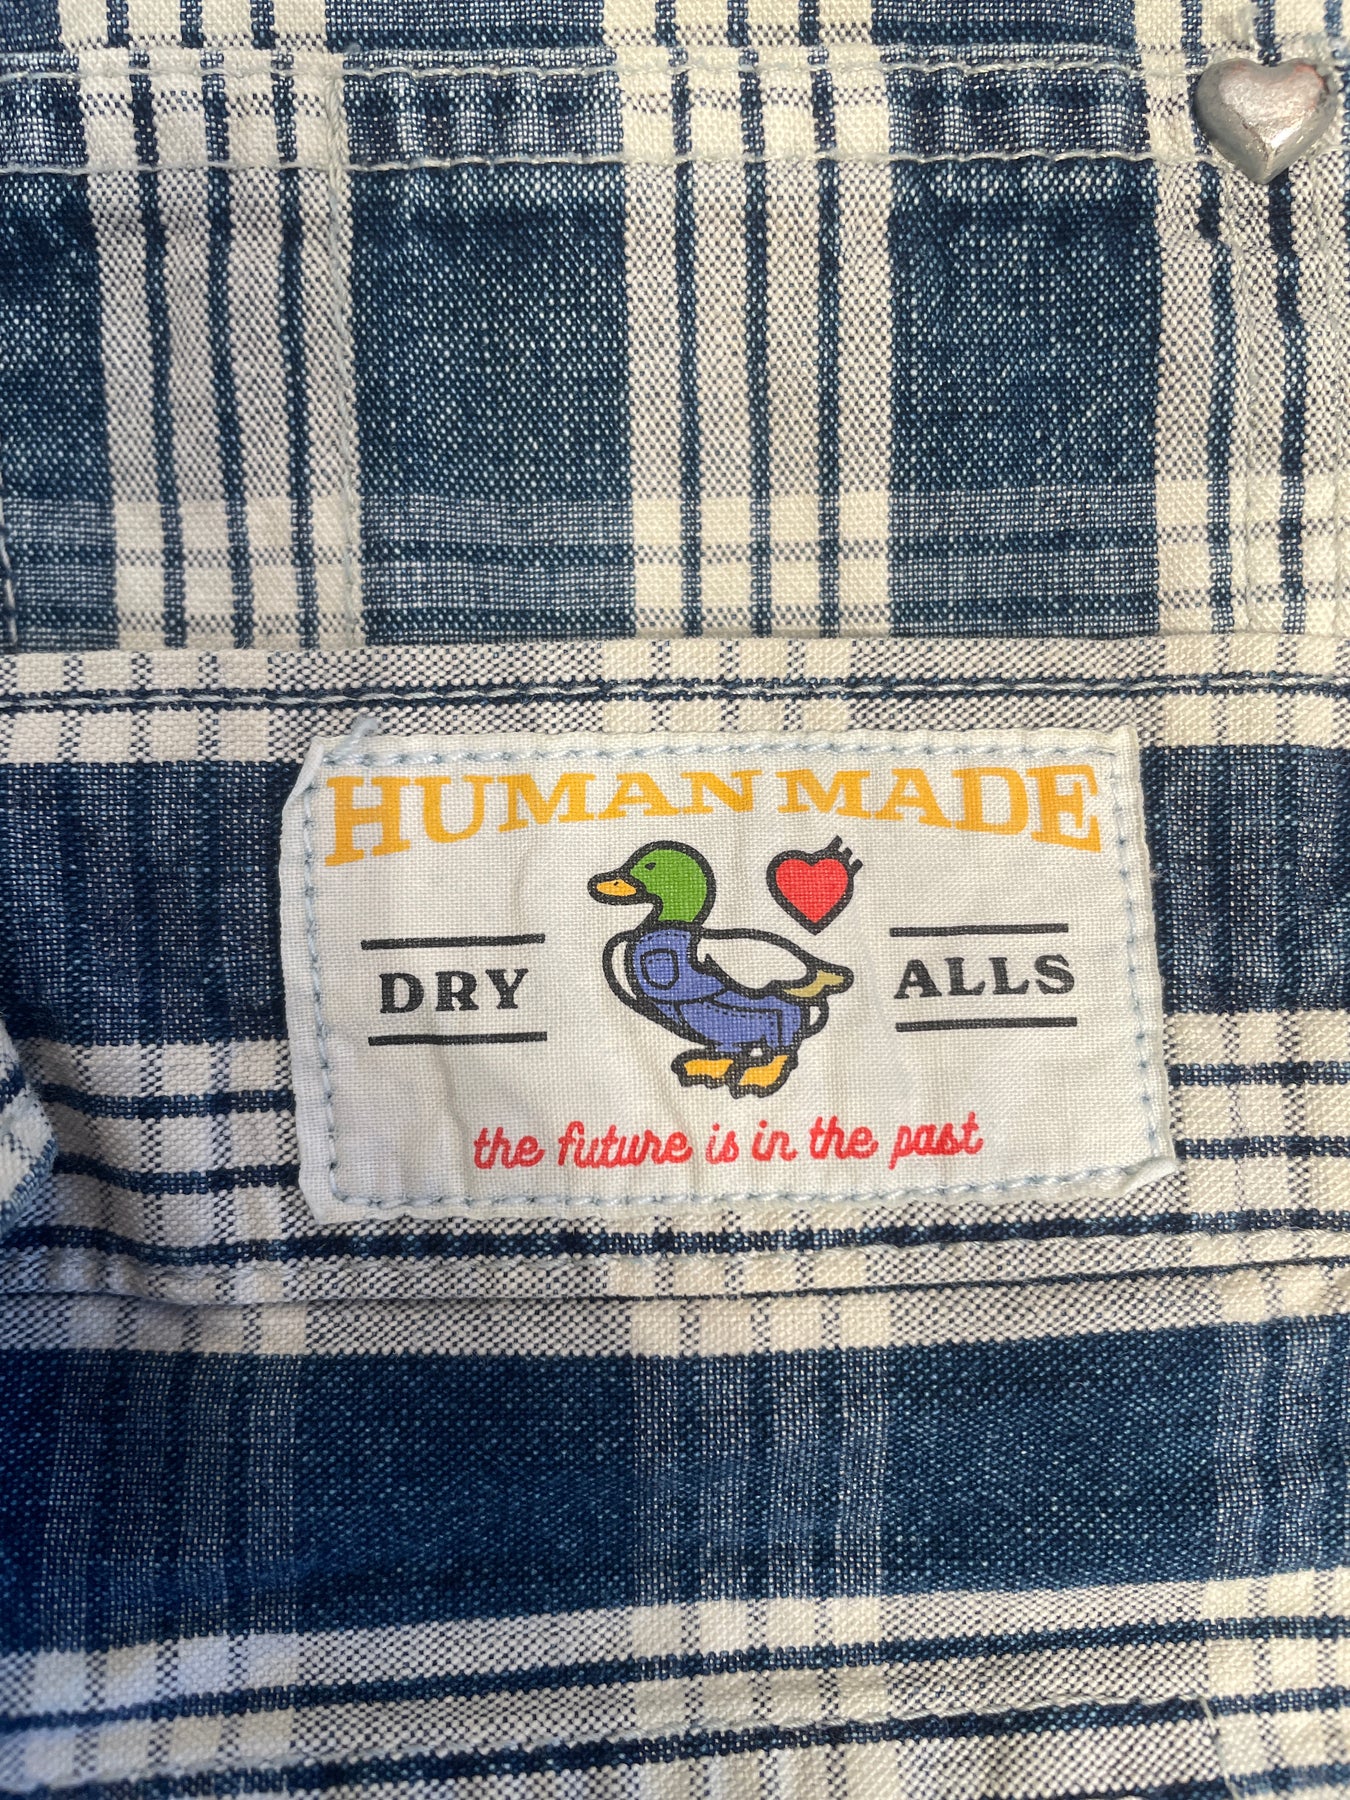 HUMAN MADE
DRY ALLS
the future is in the past